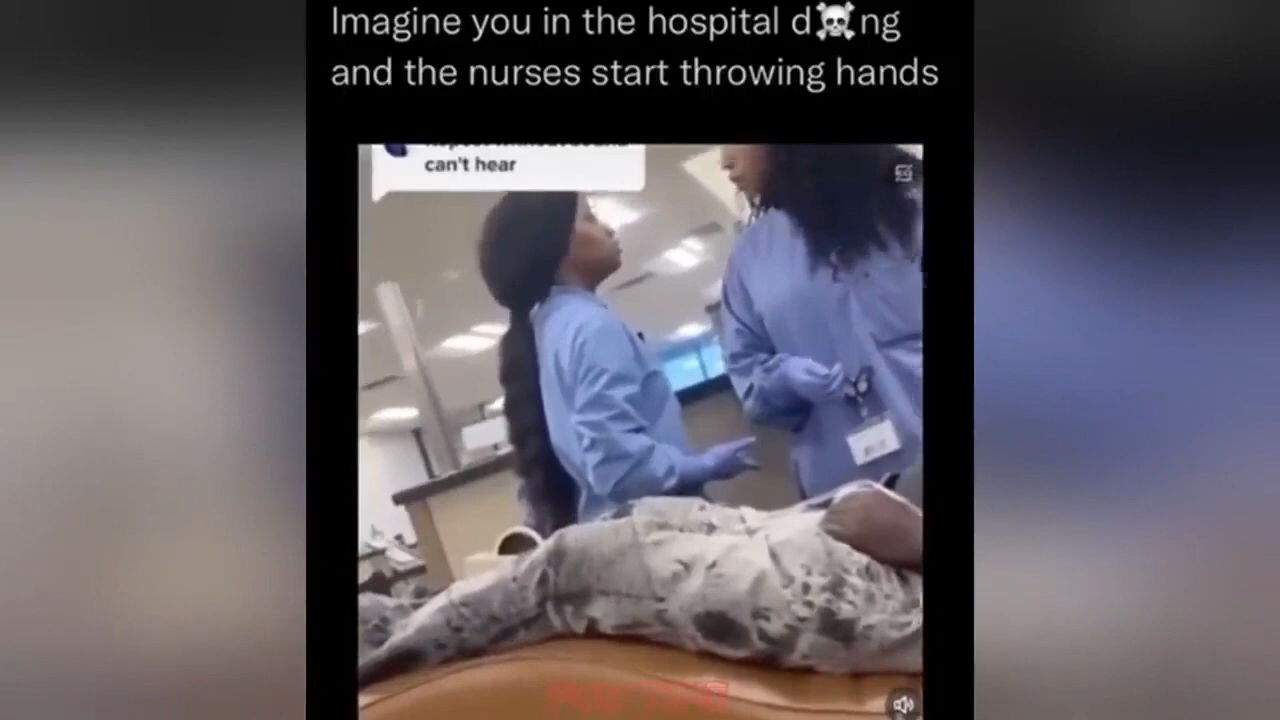 Imagine you in the hospital d☠️ng
and the nurses start throwing hands
can't hear